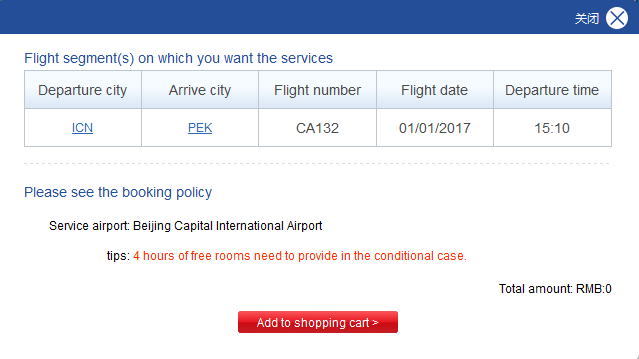 关闭
Flight segment(s) on which you want the services
Departure city Arrive city Flight number Flight date Departure time
ICN PEK CA132 01/01/2017 15:10
Please see the booking policy
Service airport: Beijing Capital International Airport
tips: 4 hours of free rooms need to provide in the conditional case.
Total amount: RMB:0
Add to shopping cart >